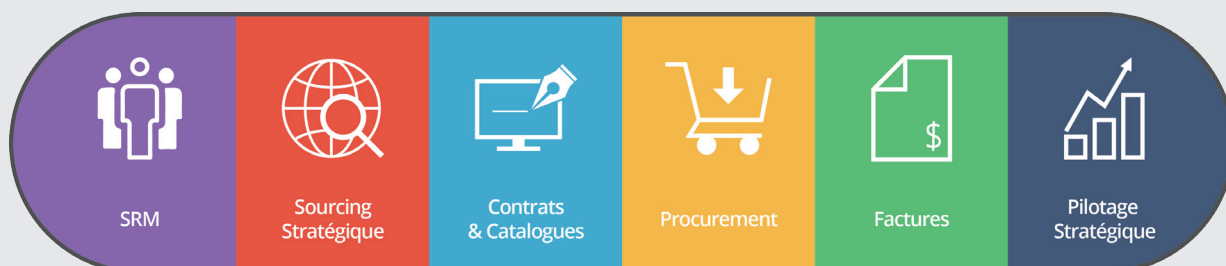 SRM
Sourcing
Stratégique
Contrats
& Catalogues
Procurement
$
Factures
Pilotage
Stratégique